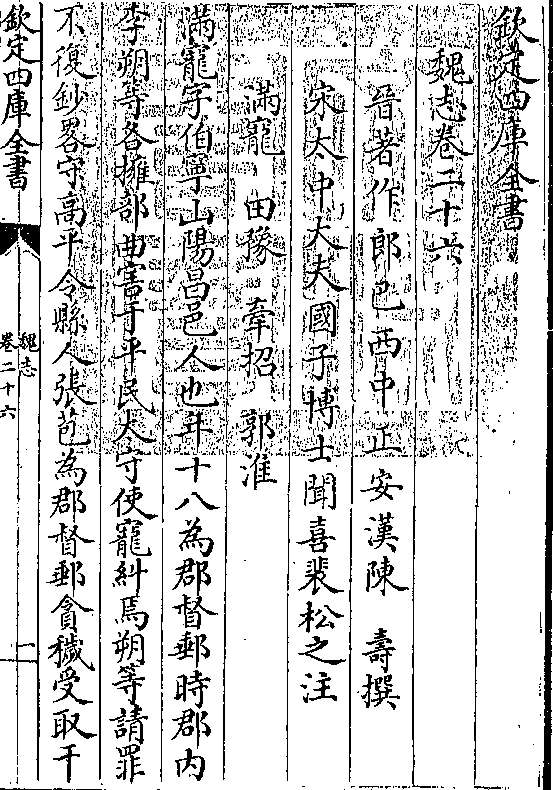 欽定四庫全書
魏志卷二十六
晉著作郎巴西中正安漢陳 壽撰
宋太中大夫國子博士聞喜裴松之注
滿寵 田豫 牽招 郭淮
滿寵字伯寧山陽昌邑人也年十八為郡督郵時郡内
李朔等各擁部曲害于平民太守使寵糾焉朔等請罪
不復鈔畧守髙平令縣人張苞為郡督郵貪穢受取干
欽定四庫全書
魏志
卷二十六
一